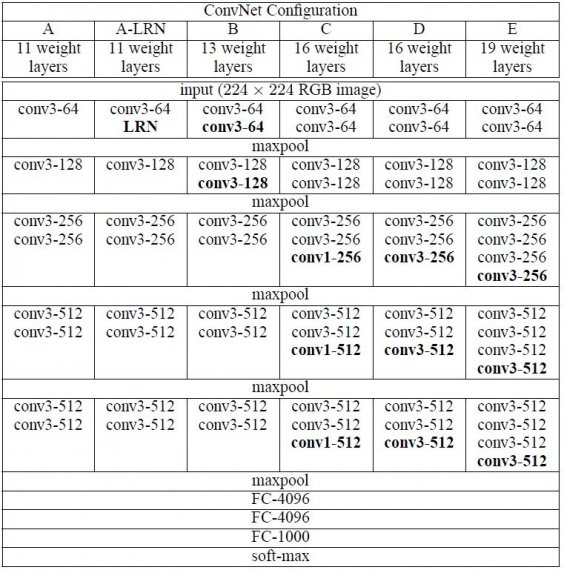 ConvNet Configuration
A A-LRN B C D E
11 weight 11 weight 13 weight 16 weight 16 weight 19 weight
layers layers layers layers layers layers
input (224 × 224 RGB image)
conv3-64 conv3-64 conv3-64 conv3-64 conv3-64 conv3-64
LRN conv3-64 conv3-64 conv3-64 conv3-64
maxpool
conv3-128 conv3-128 conv3-128 conv3-128 conv3-128 conv3-128
conv3-128 conv3-128 conv3-128 conv3-128
maxpool
conv3-256 conv3-256 conv3-256 conv3-256 conv3-256 conv3-256
conv3-256 conv3-256 conv3-256 conv3-256 conv3-256 conv3-256
conv1-256 conv3-256 conv3-256
conv3-256
maxpool
conv3-512 conv3-512 conv3-512 conv3-512 conv3-512 conv3-512
conv3-512 conv3-512 conv3-512 conv3-512 conv3-512 conv3-512
conv1-512 conv3-512 conv3-512
conv3-512
maxpool
conv3-512 conv3-512 conv3-512 conv3-512 conv3-512 conv3-512
conv3-512 conv3-512 conv3-512 conv3-512 conv3-512 conv3-512
conv1-512 conv3-512 conv3-512
conv3-512
maxpool
FC-4096
FC-4096
FC-1000
soft-max